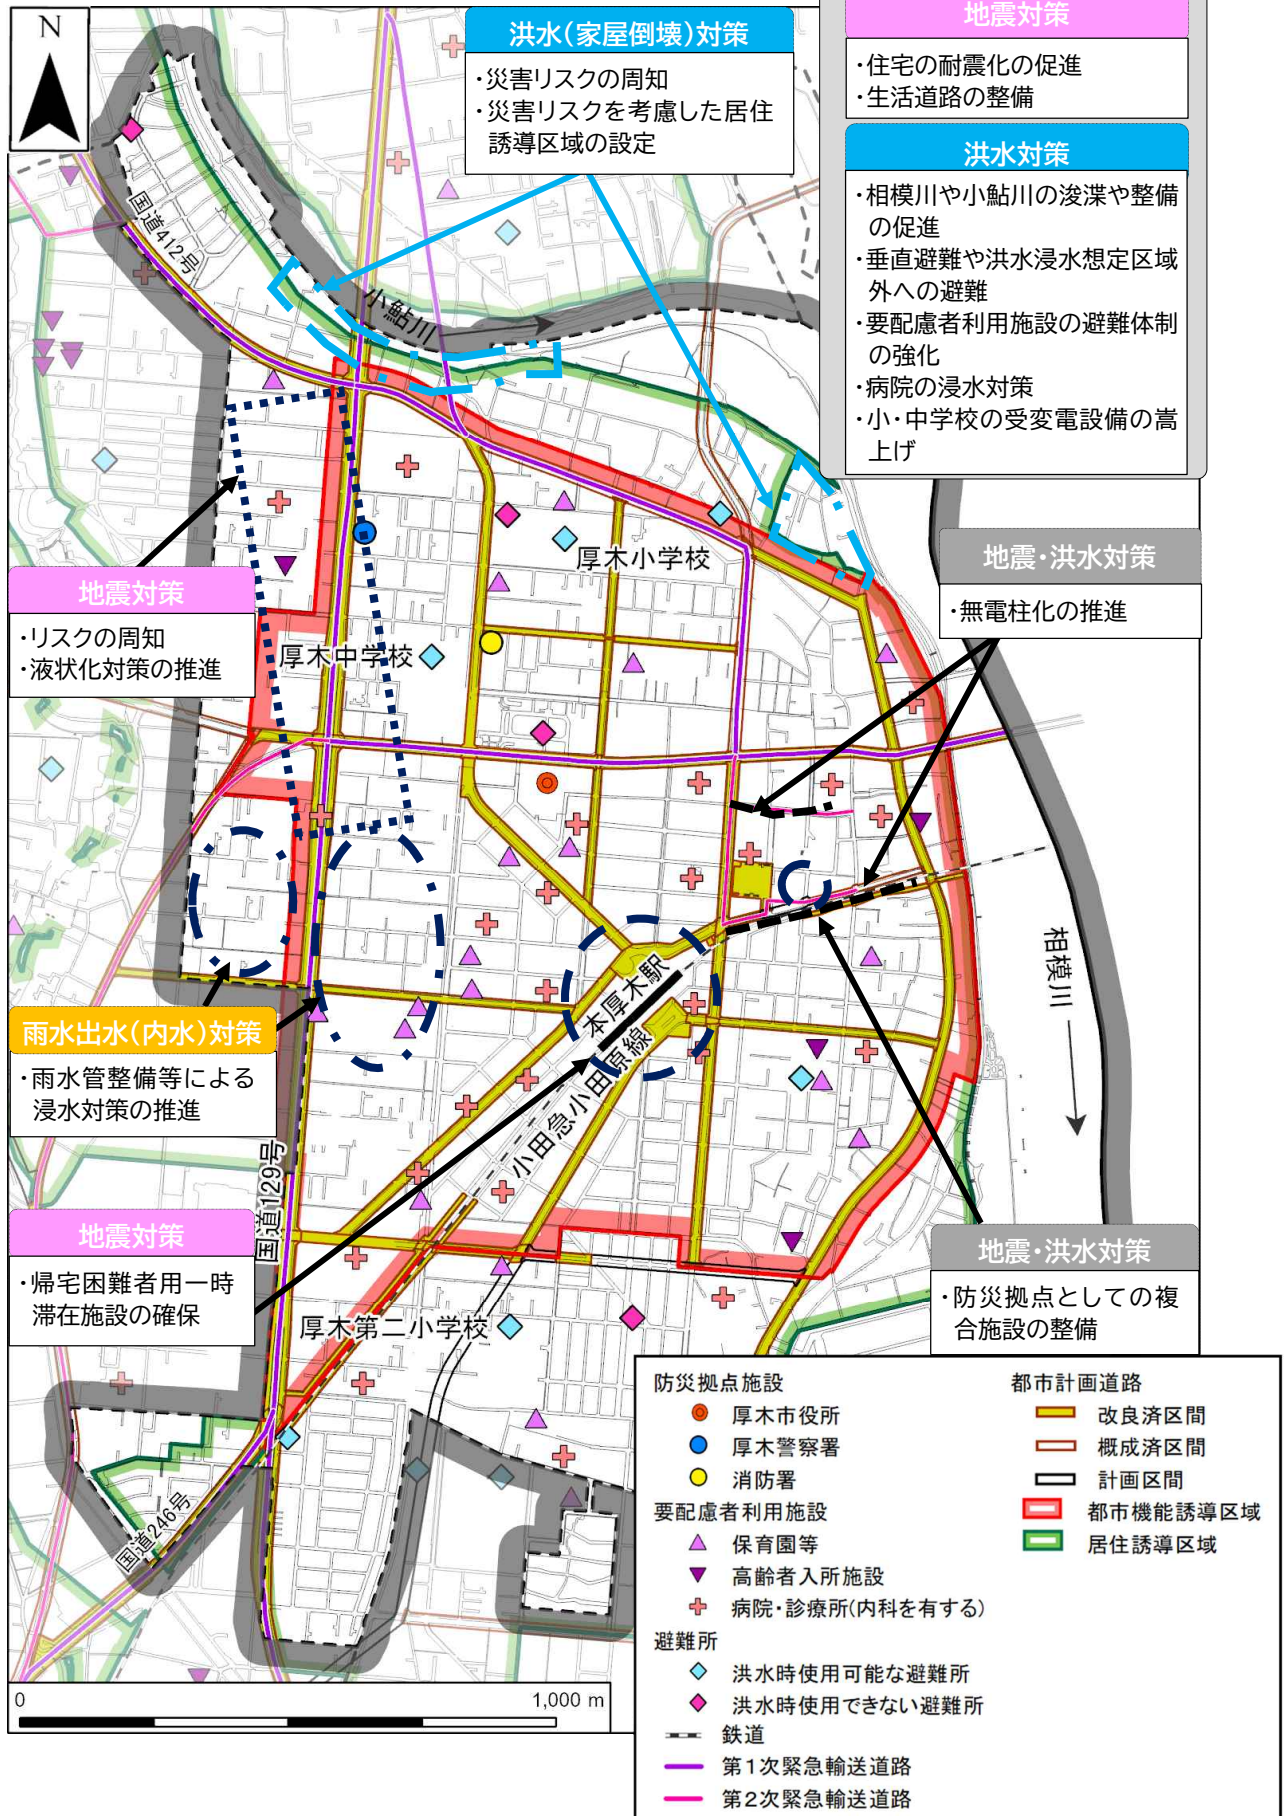 N
洪水(家屋倒壊)対策
・災害リスクの周知
・災害リスクを考慮した居住
誘導区域の設定
地震対策
・住宅の耐震化の促進
・生活道路の整備
洪水対策
・相模川や小鮎川の浚渫や整備
の促進
・垂直避難や洪水浸水想定区域
外への避難
・要配慮者利用施設の避難体制
の強化
・病院の浸水対策
・小・中学校の受変電設備の嵩
上げ
国道412号
小鮎川
厚木小学校
地震・洪水対策
・無電柱化の推進
地震対策
・リスクの周知
・液状化対策の推進
厚木中学校
相模川
本厚木駅
小田急小田原線
雨水出水(内水)対策
・雨水管整備等による
浸水対策の推進
国道129号
地震対策
・帰宅困難者用一時
滞在施設の確保
地震・洪水対策
・防災拠点としての複
合施設の整備
厚木第二小学校
国道246号
0
1,000 m
防災拠点施設
厚木市役所
厚木警察署
消防署
要配慮者利用施設
保育園等
高齢者入所施設
病院・診療所(内科を有する)
避難所
洪水時使用可能な避難所
洪水時使用できない避難所
鉄道
第1次緊急輸送道路
第2次緊急輸送道路
都市計画道路
改良済区間
概成済区間
計画区間
都市機能誘導区域
居住誘導区域